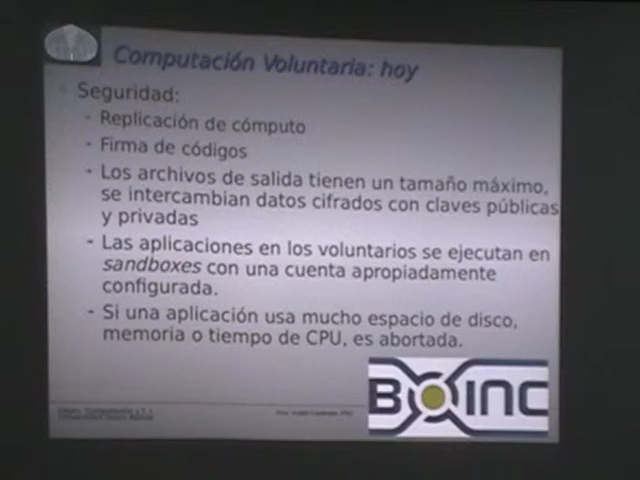 Computación Voluntaria: hoy
Seguridad:
- Replicación de cómputo
- Firma de códigos
- Los archivos de salida tienen un tamaño máximo,
se intercambian datos cifrados con claves públicas
y privadas
- Las aplicaciones en los voluntarios se ejecutan en
sandboxes con una cuenta apropiadamente
configurada.
- Si una aplicación usa mucho espacio de disco,
memoria o tiempo de CPU, es abortada.
BOINC